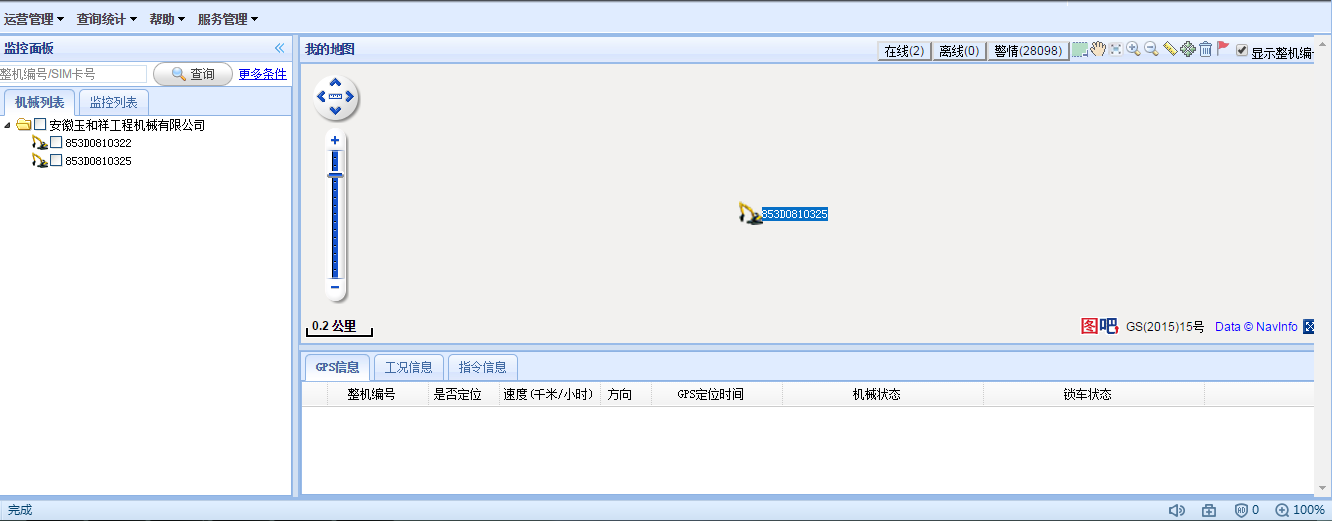 运营管理 查询统计 帮助 服务管理
监控面板
整机编号/SIM卡号 查询 更多条件
机械列表 监控列表
安徽玉和祥工程机械有限公司
853D0810322
853D0810325
我的地图 在线(2) 离线(0) 警情(28098) 显示整机编
853D0810325
0.2 公里
图吧 GS(2015)15号 Data © NavInfo
GPS信息 工况信息 指令信息
整机编号 是否定位 速度(千米/小时) 方向 GPS定位时间 机械状态 锁车状态
完成 0 100%